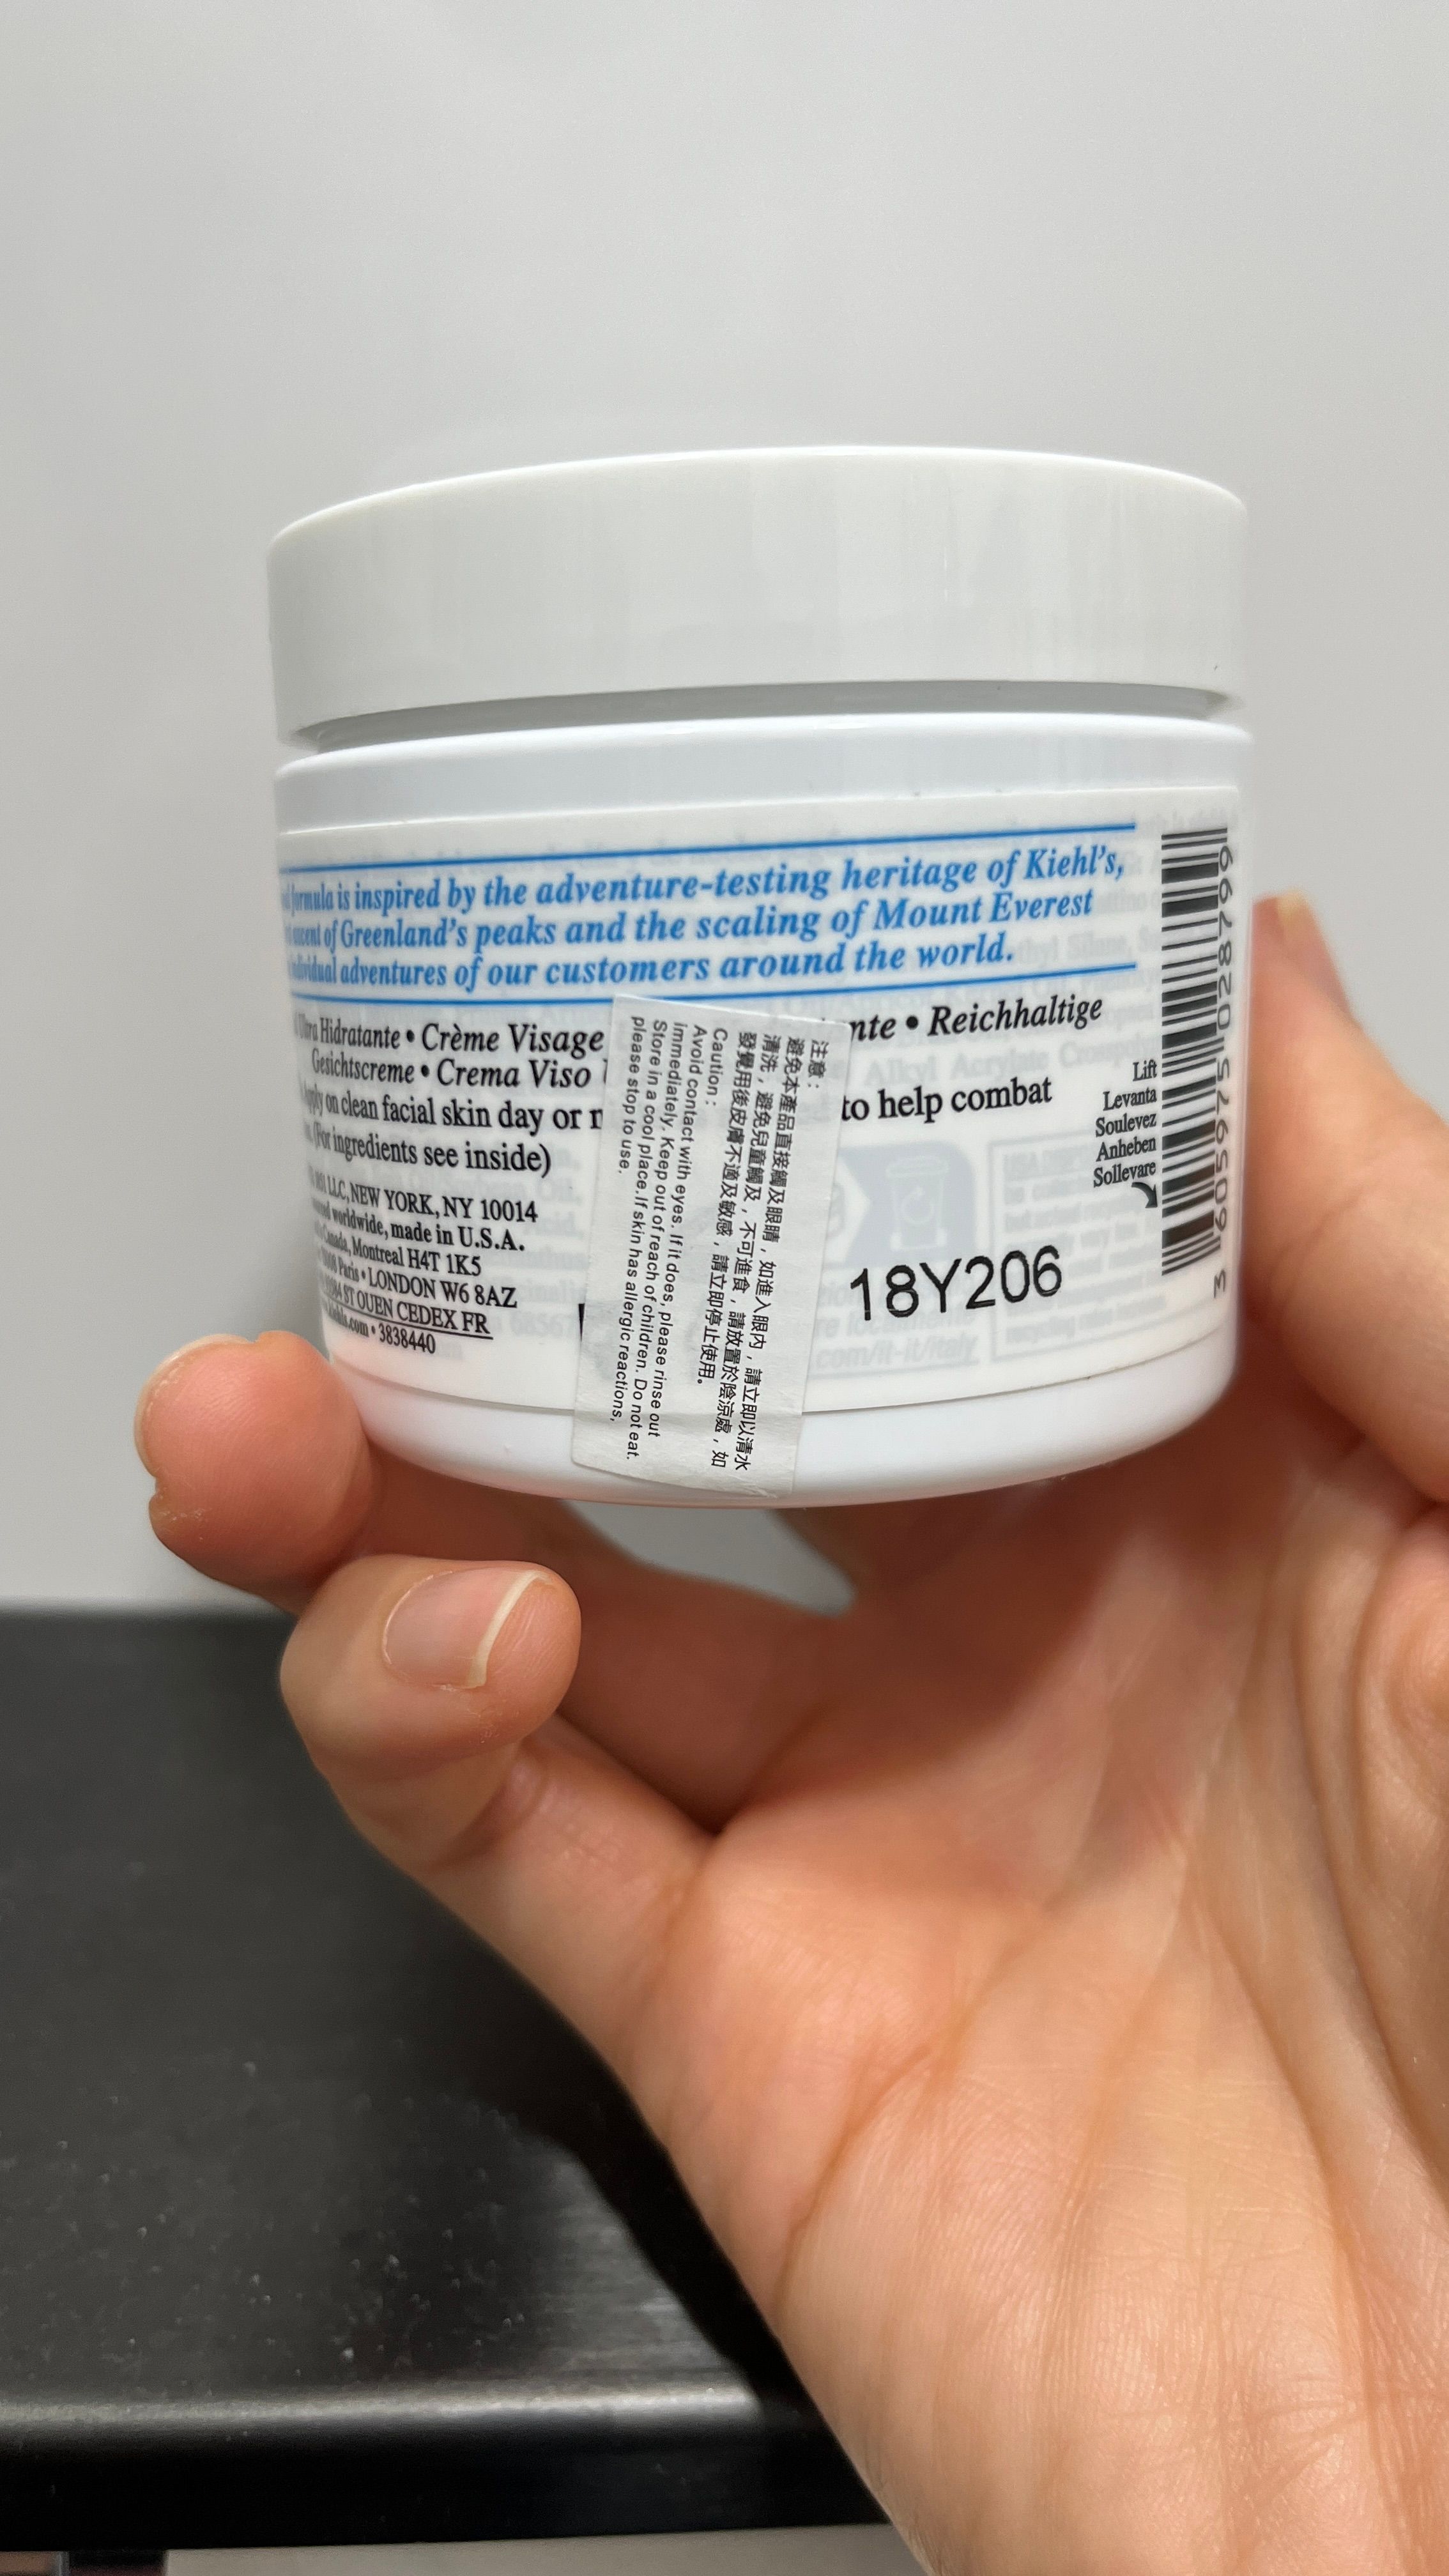 formula is inspired by the adventure-testing heritage of Kiehl's,
ascent of Greenland's peaks and the scaling of Mount Everest
individual adventures of our customers around the world.
Ultra Hidratante • Crème Visage
nte • Reichhaltige
Gesichtscreme • Crema Viso
Apply on clean facial skin day or
to help combat
(For ingredients see inside)
LLC, NEW YORK, NY 10014
worldwide, made in U.S.A.
Canada, Montreal H4T 1K5
Paris • LONDON W6 8AZ
ST OUEN CEDEX FR
3838440
注意：
避免本產品直接觸及眼睛，如進入眼內，請立即以清水
清洗，避免兒童觸及，不可進食，請放置於陰涼處，如
發覺用後皮膚不適及敏感，請立即停止使用。
Caution :
Avoid contact with eyes. If it does, please rinse out
immediately. Keep out of reach of children. Do not eat.
Store in a cool place.If skin has allergic reactions,
please stop to use.
18Y206
Lift
Levanta
Soulevez
Anheben
Sollevare
3 605975 028799